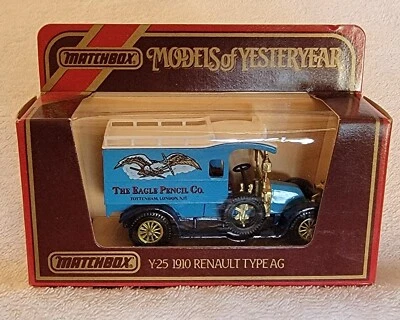 MATCHBOX
MODELS of YESTERYEAR
THE EAGLE PENCIL CO.
TOTTENHAM, LONDON, N.17
MATCHBOX
Y-25 1910 RENAULT TYPE AG